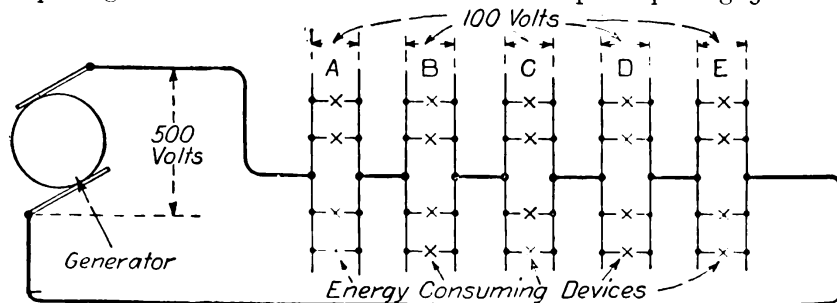 100 Volts
A B C D E
500
Volts
Generator
Energy Consuming Devices